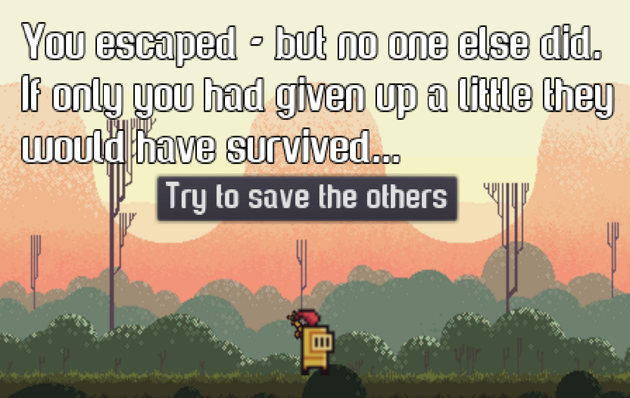 You escaped - but no one else did.
If only you had given up a little they
would have survived...
Try to save the others